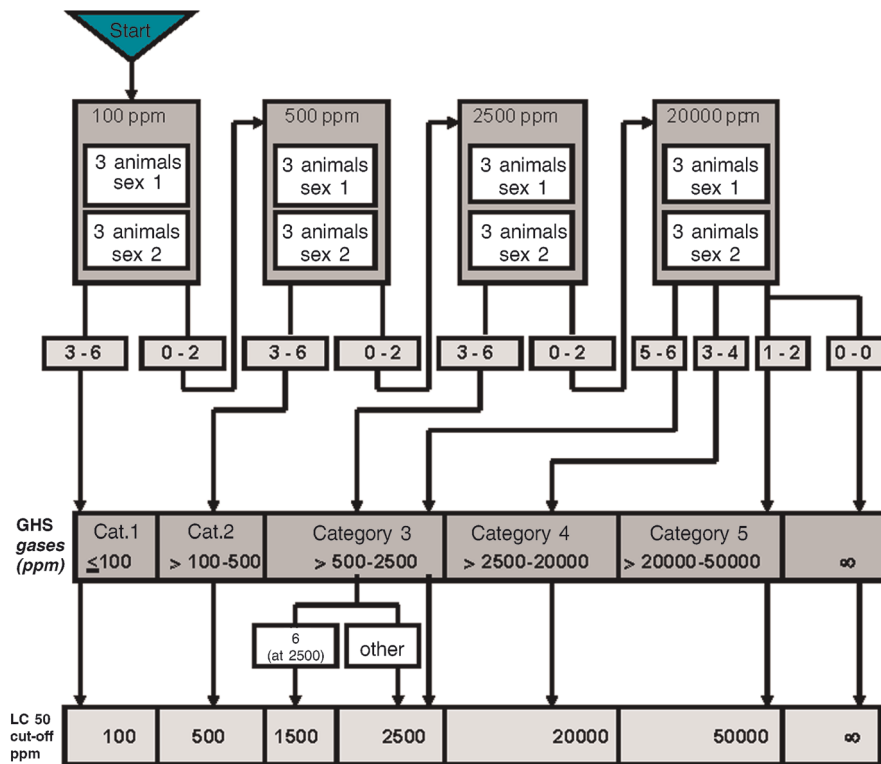 Start
100 ppm
500 ppm
2500 ppm
20000 ppm
3 animals
sex 1
3 animals
sex 1
3 animals
sex 1
3 animals
sex 1
3 animals
sex 2
3 animals
sex 2
3 animals
sex 2
3 animals
sex 2
3 - 6
0 - 2
3 - 6
0 - 2
3 - 6
0 - 2
5 - 6
3 - 4
1 - 2
0 - 0
GHS
gases
(ppm)
Cat.1
≤100
Cat.2
> 100-500
Category 3
> 500-2500
Category 4
> 2500-20000
Category 5
> 20000-50000
∞
6
(at 2500)
other
LC 50
cut-off
ppm
100
500
1500
2500
20000
50000
∞